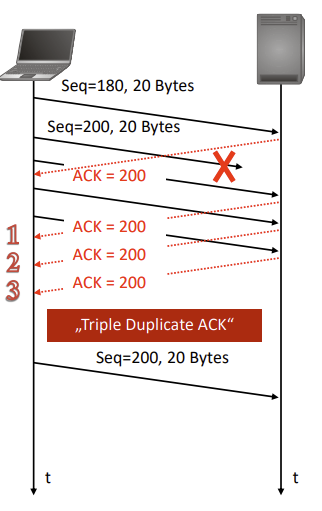 Seq=180, 20 Bytes
Seq=200, 20 Bytes
ACK = 200
1
ACK = 200
2
ACK = 200
3
ACK = 200
„Triple Duplicate ACK“
Seq=200, 20 Bytes
t
t